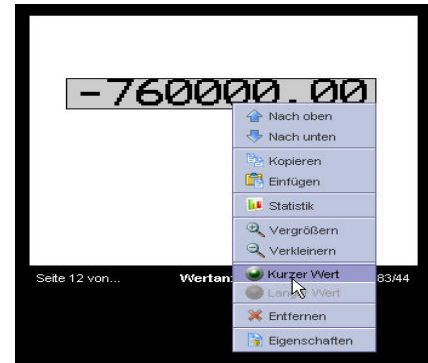 -760000.00
Nach oben
Nach unten
Kopieren
Einfügen
Statistik
Vergrößern
Verkleinern
Seite 12 von... Wertan: Kurzer Wert 83/44
Langer Wert
Entfernen
Eigenschaften